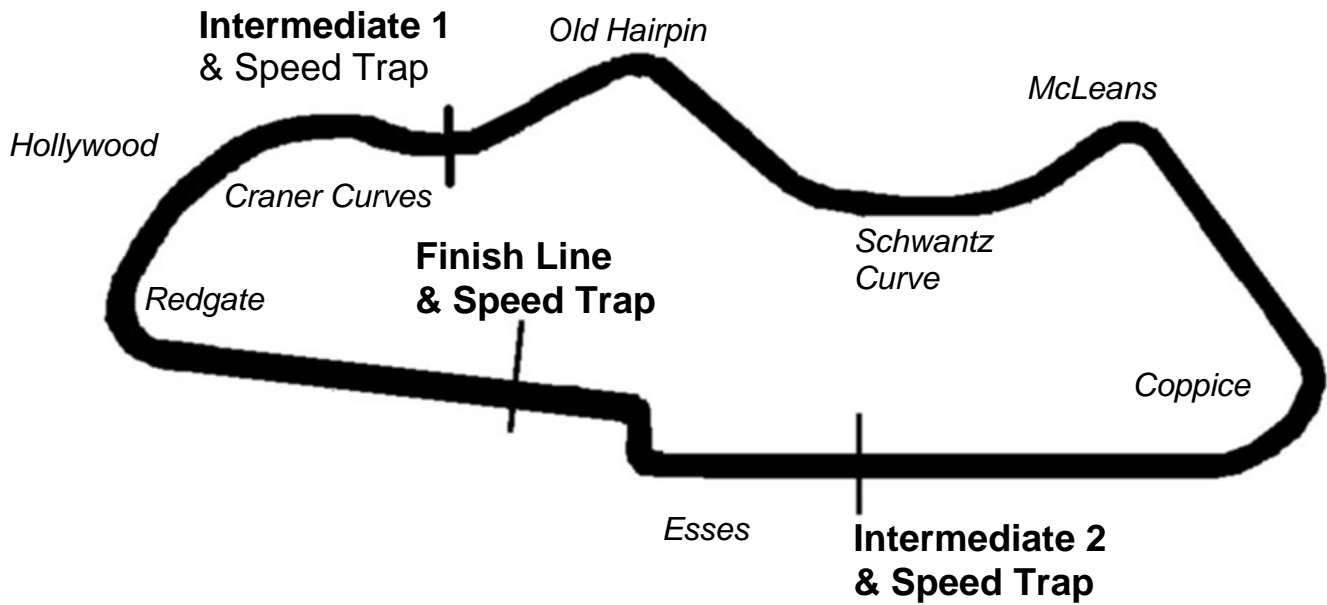 Intermediate 1
& Speed Trap
Old Hairpin
McLeans
Hollywood
Craner Curves
Schwantz
Curve
Finish Line
& Speed Trap
Redgate
Coppice
Esses
Intermediate 2
& Speed Trap